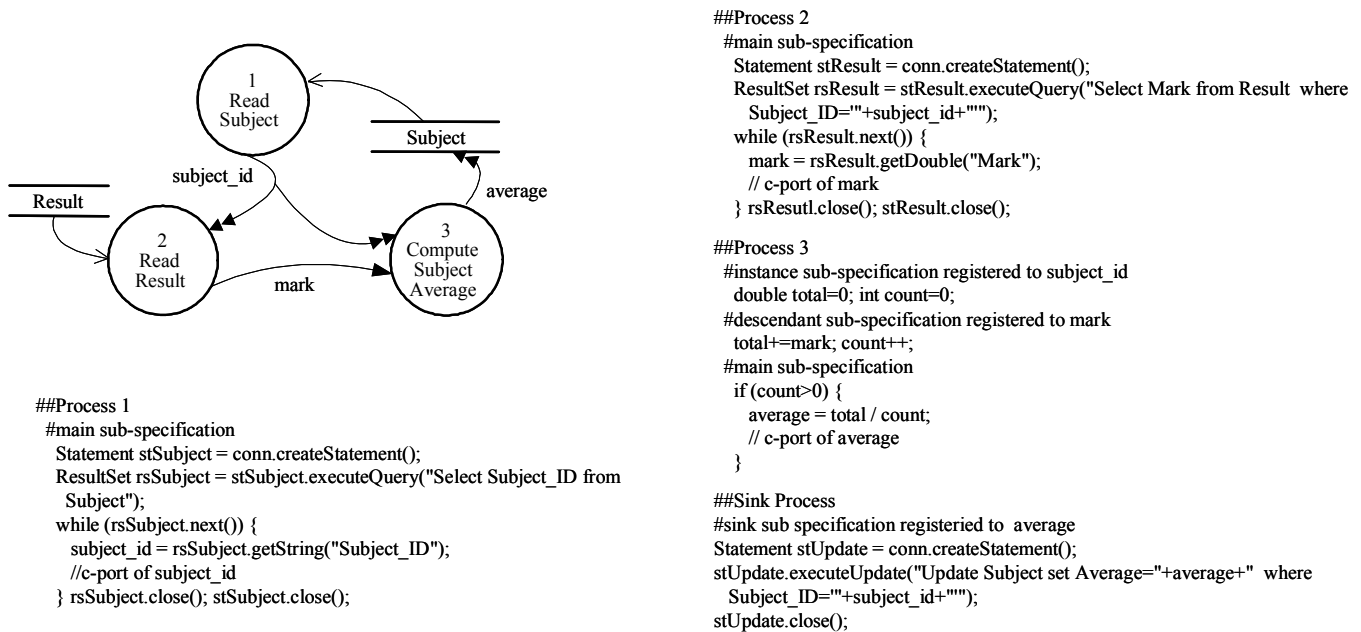 1
Read
Subject
Subject
subject_id
average
Result
2
Read
Result
3
Compute
Subject
Average
mark
##Process 1
#main sub-specification
Statement stSubject = conn.createStatement();
ResultSet rsSubject = stSubject.executeQuery("Select Subject_ID from
Subject");
while (rsSubject.next()) {
subject_id = rsSubject.getString("Subject_ID");
//c-port of subject_id
} rsSubject.close(); stSubject.close();
##Process 2
#main sub-specification
Statement stResult = conn.createStatement();
ResultSet rsResult = stResult.executeQuery("Select Mark from Result where
Subject_ID='"+subject_id+"'");
while (rsResult.next()) {
mark = rsResult.getDouble("Mark");
// c-port of mark
} rsResutl.close(); stResult.close();
##Process 3
#instance sub-specification registered to subject_id
double total=0; int count=0;
#descendant sub-specification registered to mark
total+=mark; count++;
#main sub-specification
if (count>0) {
average = total / count;
// c-port of average
}
##Sink Process
#sink sub specification registeried to average
Statement stUpdate = conn.createStatement();
stUpdate.executeUpdate("Update Subject set Average="+average+" where
Subject_ID='"+subject_id+"'");
stUpdate.close();